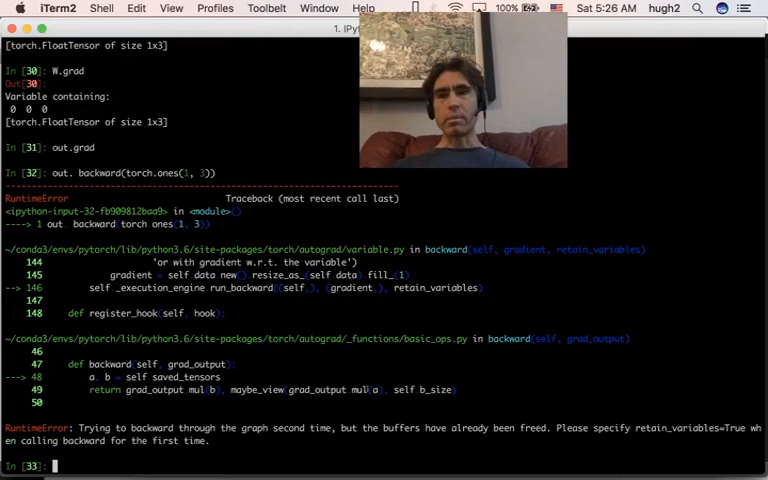 iTerm2 Shell Edit View Profiles Toolbelt Window Help 100% Sat 5:26 AM hugh2
1. IPyt
[torch.FloatTensor of size 1x3]
In [30]: W.grad
Out[30]:
Variable containing:
0 0 0
[torch.FloatTensor of size 1x3]
In [31]: out.grad
In [32]: out. backward(torch.ones(1, 3))
RuntimeError Traceback (most recent call last)
<ipython-input-32-fb909812baa9> in <module>()
----> 1 out. backward(torch.ones(1, 3))
~/conda3/envs/pytorch/lib/python3.6/site-packages/torch/autograd/variable.py in backward(self, gradient, retain_variables)
144 'or with gradient w.r.t. the variable')
145 gradient = self.data.new().resize_as_(self.data).fill_(1)
--> 146 self._execution_engine.run_backward((self,), (gradient,), retain_variables)
147
148 def register_hook(self, hook):
~/conda3/envs/pytorch/lib/python3.6/site-packages/torch/autograd/_functions/basic_ops.py in backward(self, grad_output)
46
47 def backward(self, grad_output):
---> 48 a, b = self.saved_tensors
49 return grad_output.mul(b), maybe_view(grad_output.mul(a), self.b_size)
50
RuntimeError: Trying to backward through the graph second time, but the buffers have already been freed. Please specify retain_variables=True wh
en calling backward for the first time.
In [33]: